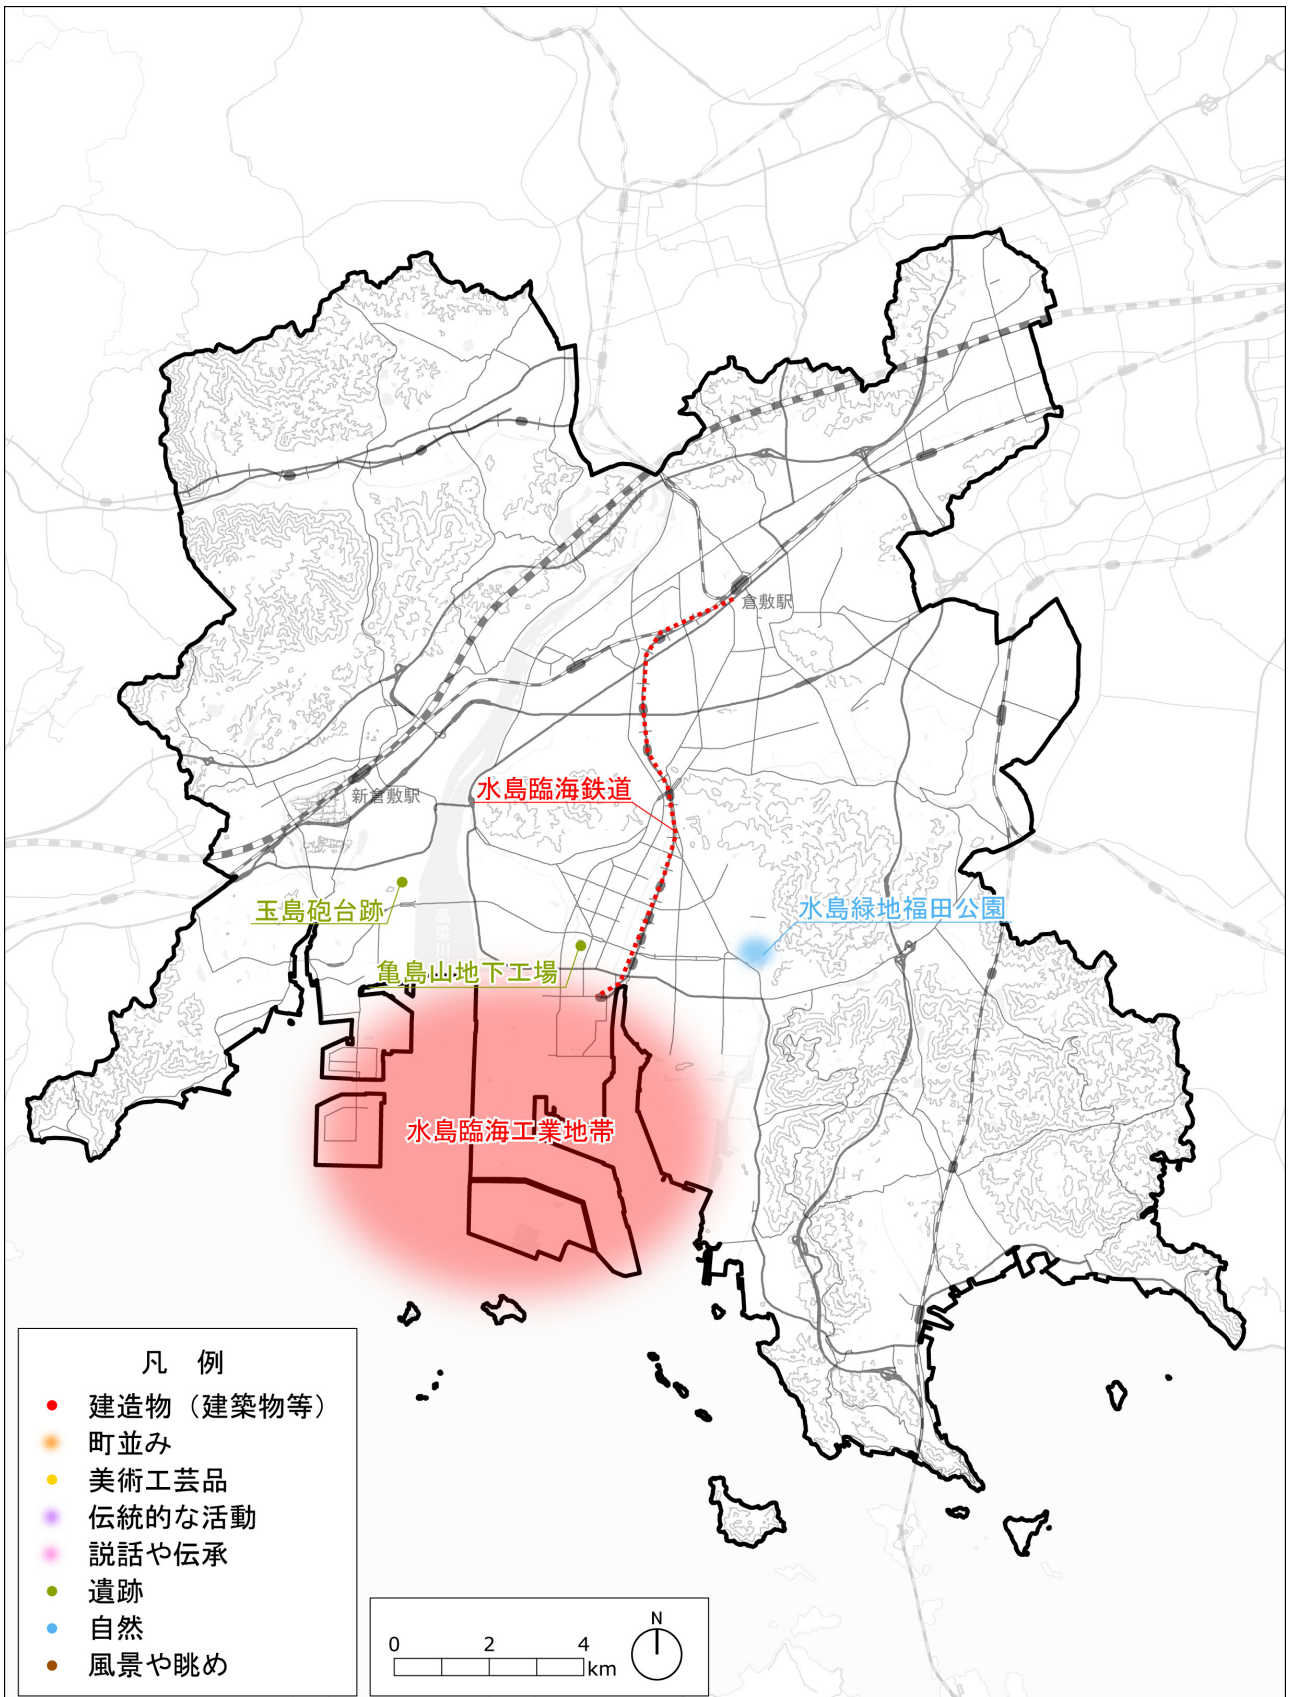 倉敷駅
水島臨海鉄道
新倉敷駅
玉島砲台跡
高梁川
水島緑地福田公園
亀島山地下工場
水島臨海工業地帯
凡 例
建造物（建築物等）
町並み
美術工芸品
伝統的な活動
説話や伝承
遺跡
自然
風景や眺め
0 2 4
km
N